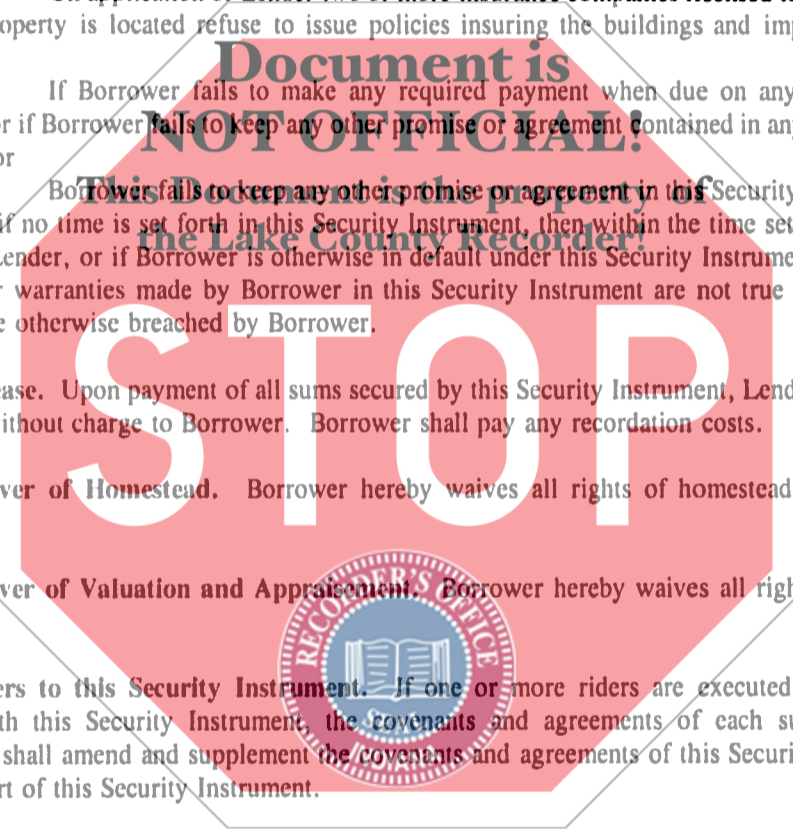 operty is located refuse to issue policies insuring the buildings and imp
Document is
If Borrower fails to make any required payment when due on any
NOT OFFICIAL!
r if Borrower fails to keep any other promise or agreement contained in any
or
This Document is the property of
Borrower fails to keep any other promise or agreement in this Security
if no time is set forth in this Security Instrument, then within the time set
the Lake County Recorder!
ender, or if Borrower is otherwise in default under this Security Instrume
warranties made by Borrower in this Security Instrument are not true
e otherwise breached by Borrower.
STOP
ease. Upon payment of all sums secured by this Security Instrument, Lend
ithout charge to Borrower. Borrower shall pay any recordation costs.
ver of Homestead. Borrower hereby waives all rights of homestead
ver of Valuation and Appraisement. Borrower hereby waives all righ
RECORDER'S OFFICE
ers to this Security Instrument. If one or more riders are executed
th this Security Instrument, the covenants and agreements of each su
shall amend and supplement the covenants and agreements of this Securi
rt of this Security Instrument.